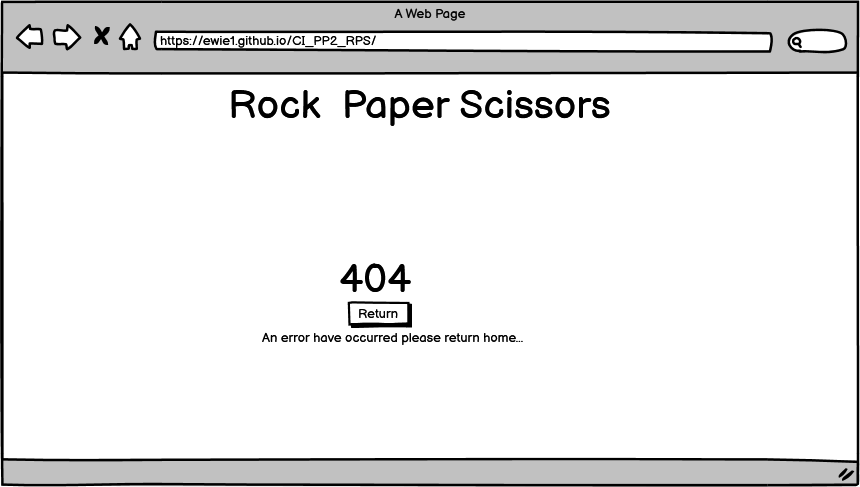 A Web Page
https://ewie1.github.io/CI_PP2_RPS/
Rock Paper Scissors
404
Return
An error have occurred please return home...